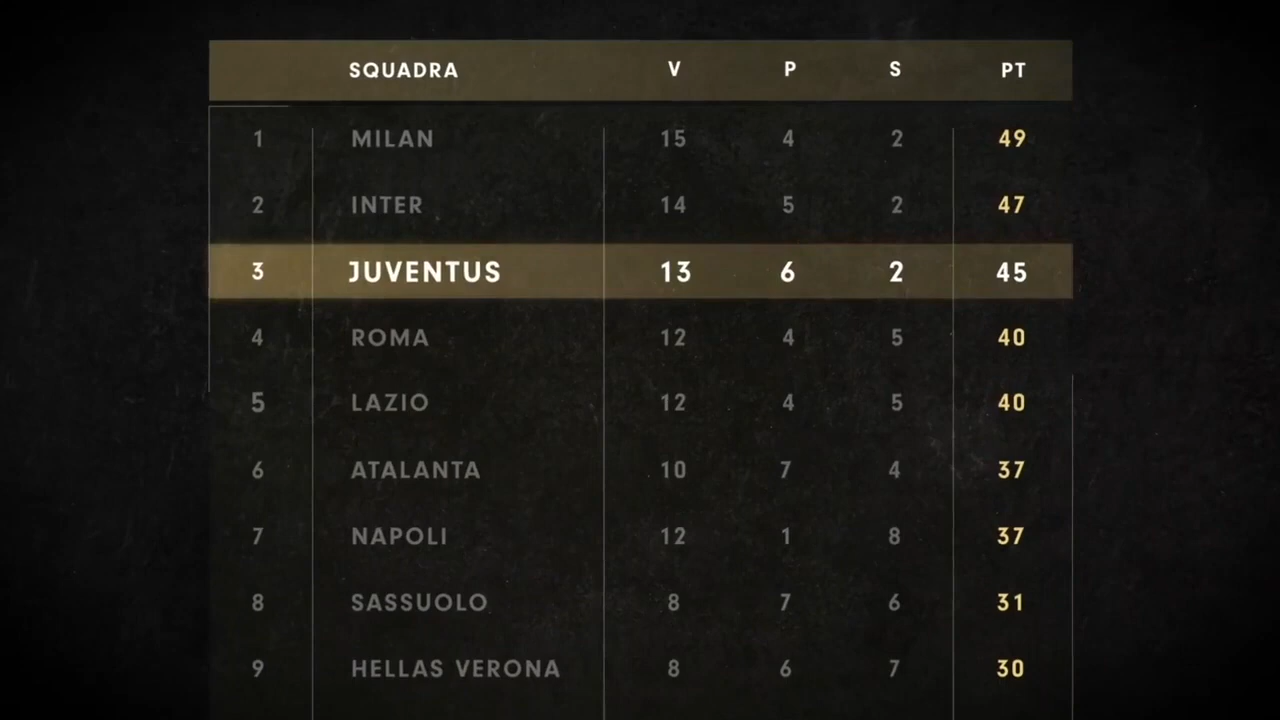 SQUADRA V P S PT
1 MILAN 15 4 2 49
2 INTER 14 5 2 47
3 JUVENTUS 13 6 2 45
4 ROMA 12 4 5 40
5 LAZIO 12 4 5 40
6 ATALANTA 10 7 4 37
7 NAPOLI 12 1 8 37
8 SASSUOLO 8 7 6 31
9 HELLAS VERONA 8 6 7 30